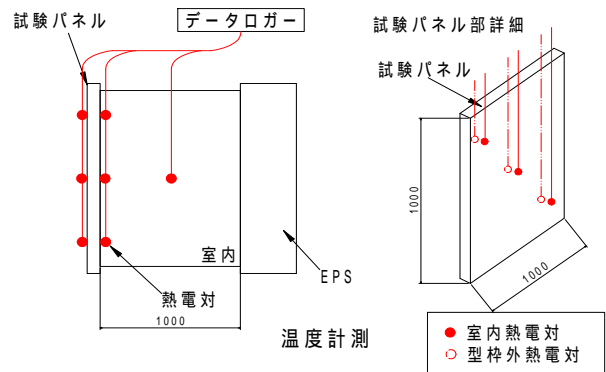 試験パネル
データロガー
室内
EPS
熱電対
1000
温度計測
試験パネル部詳細
試験パネル
1000
1000
室内熱電対
型枠外熱電対